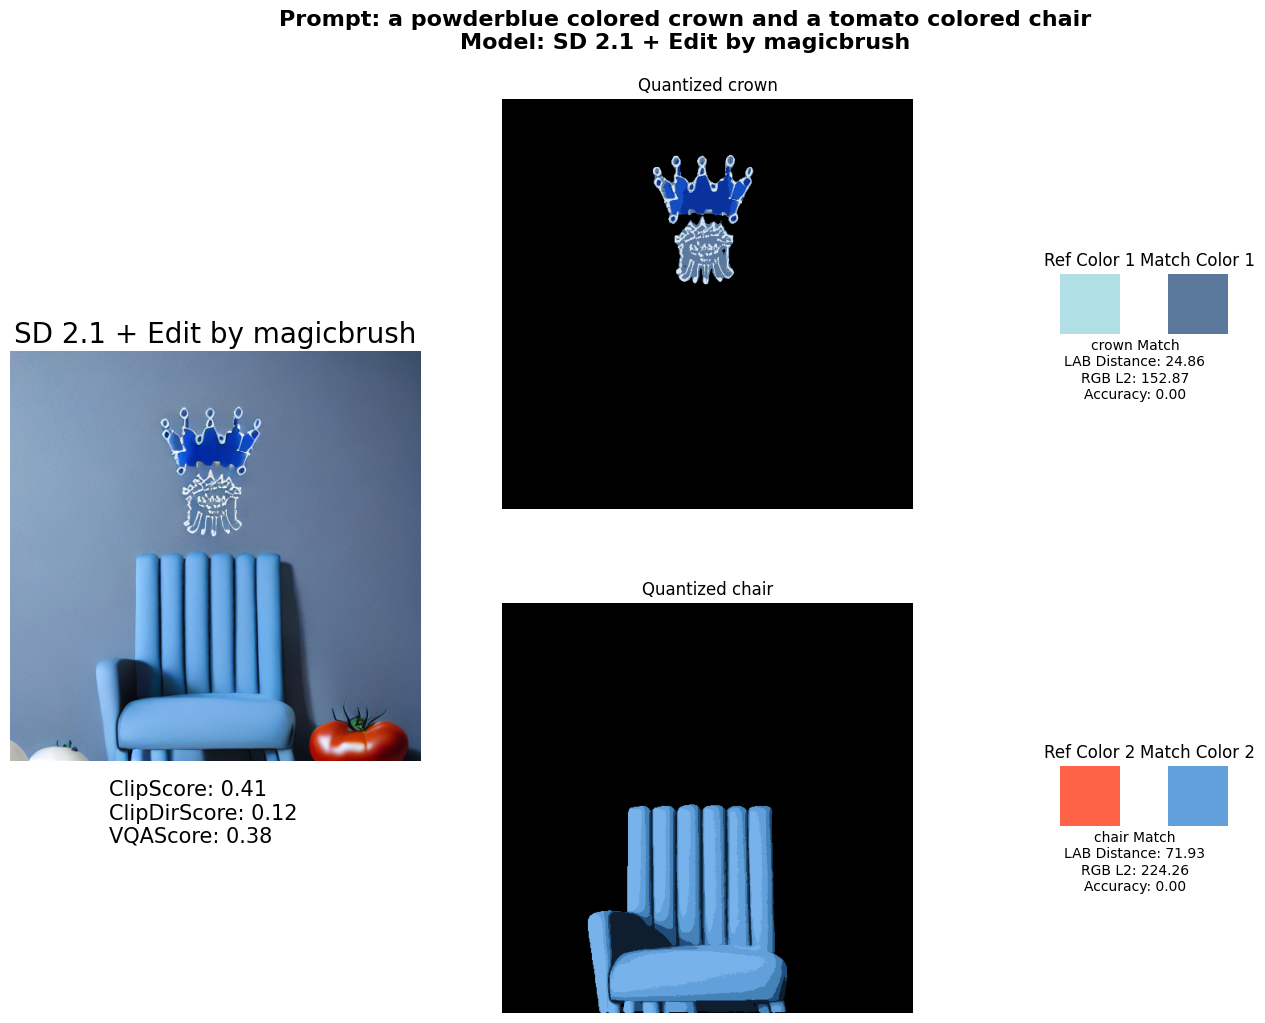 Prompt: a powderblue colored crown and a tomato colored chair
Model: SD 2.1 + Edit by magicbrush
Quantized crown
Ref Color 1 Match Color 1
crown Match
LAB Distance: 24.86
RGB L2: 152.87
Accuracy: 0.00
SD 2.1 + Edit by magicbrush
ClipScore: 0.41
ClipDirScore: 0.12
VQAScore: 0.38
Quantized chair
Ref Color 2 Match Color 2
chair Match
LAB Distance: 71.93
RGB L2: 224.26
Accuracy: 0.00